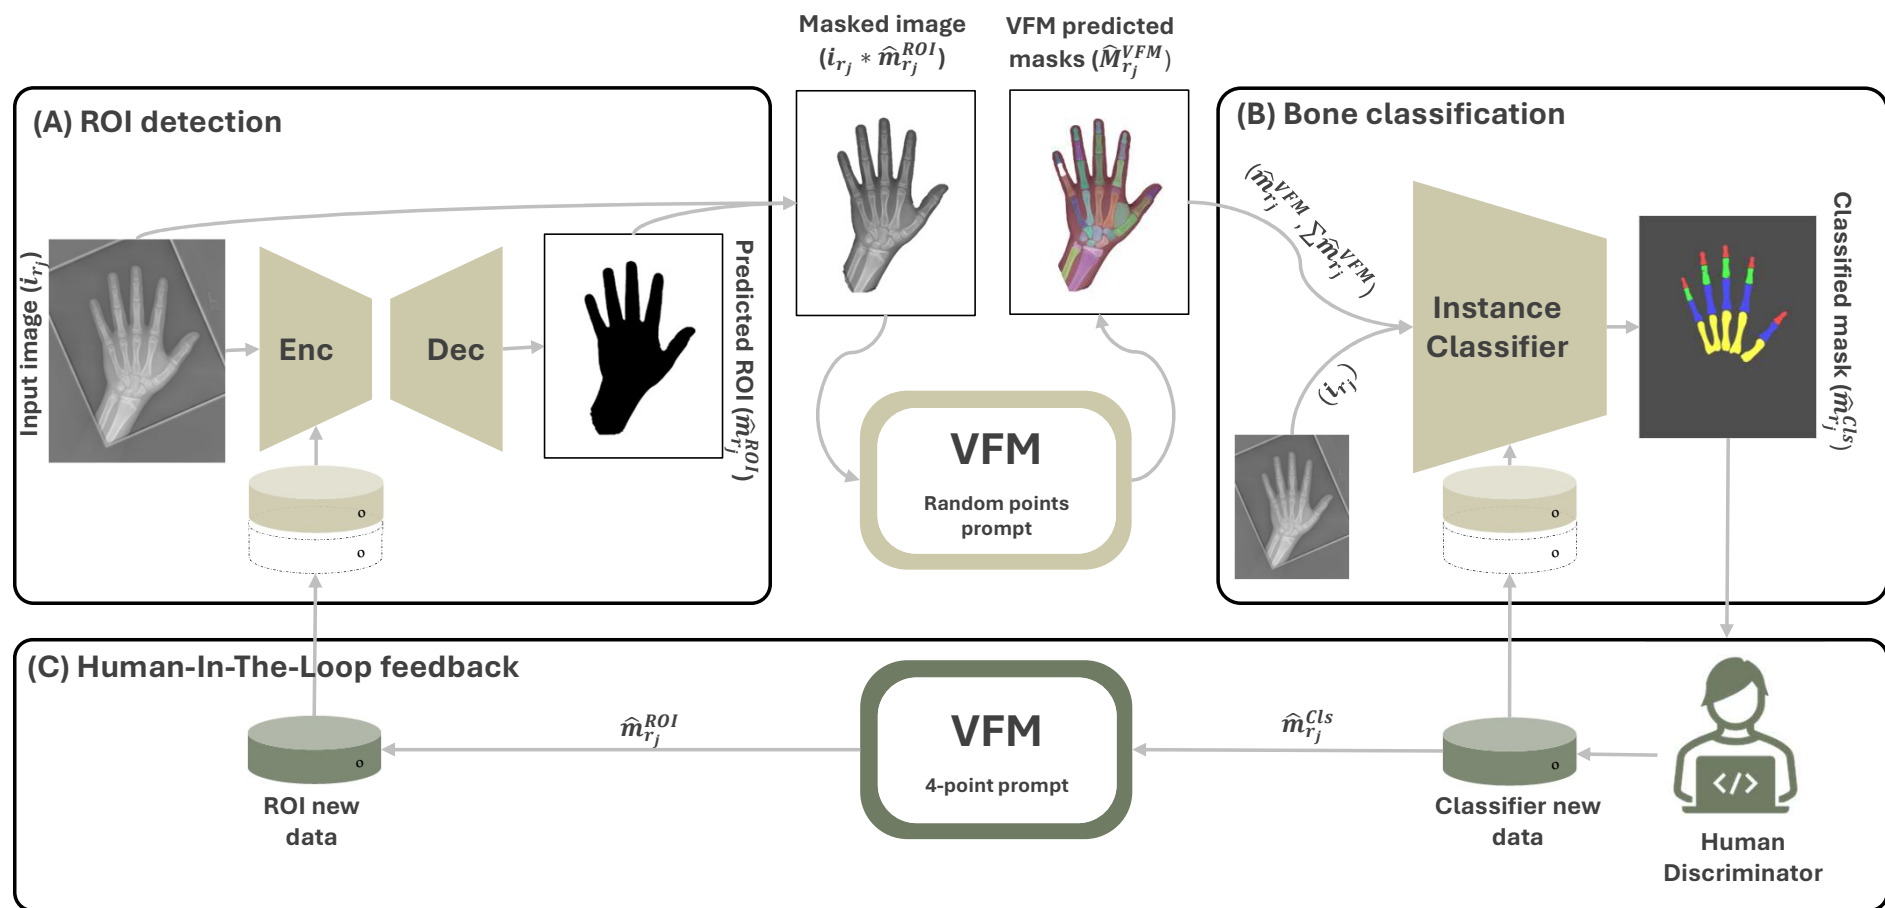 Masked image
(i_{r_j} * m̂_{r_j}^{ROI})
VFM predicted
masks (M̂_{r_j}^{VFM})
(A) ROI detection
Input image (i_{r_j})
Enc
Dec
Predicted ROI (m̂_{r_j}^{ROI})
VFM
Random points
prompt
(B) Bone classification
(m̂_{r_j}^{VFM}, ∑m̂_{r_j}^{VFM})
(i_{r_j})
Instance
Classifier
Classified mask (m̂_{r_j}^{Cls})
o
o
o
o
(C) Human-In-The-Loop feedback
m̂_{r_j}^{ROI}
VFM
4-point prompt
m̂_{r_j}^{Cls}
o
o
</>
ROI new
data
Classifier new
data
Human
Discriminator